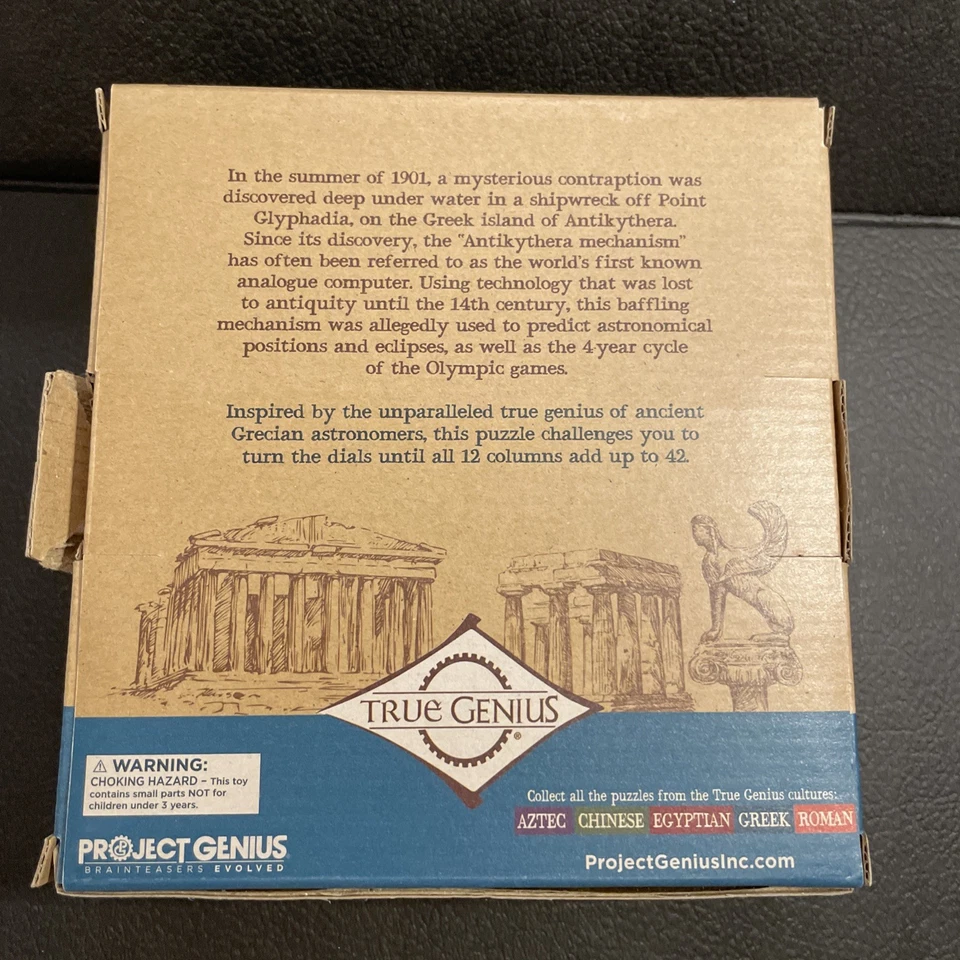 In the summer of 1901, a mysterious contraption was
discovered deep under water in a shipwreck off Point
Glyphadia, on the Greek island of Antikythera.
Since its discovery, the "Antikythera mechanism"
has often been referred to as the world's first known
analogue computer. Using technology that was lost
to antiquity until the 14th century, this baffling
mechanism was allegedly used to predict astronomical
positions and eclipses, as well as the 4-year cycle
of the Olympic games.
Inspired by the unparalleled true genius of ancient
Grecian astronomers, this puzzle challenges you to
turn the dials until all 12 columns add up to 42.
TRUE GENIUS®
⚠ WARNING:
CHOKING HAZARD – This toy
contains small parts NOT for
children under 3 years.
PROJECT GENIUS
BRAINTEASERS EVOLVED
Collect all the puzzles from the True Genius cultures:
AZTEC CHINESE EGYPTIAN GREEK ROMAN
ProjectGeniusInc.com